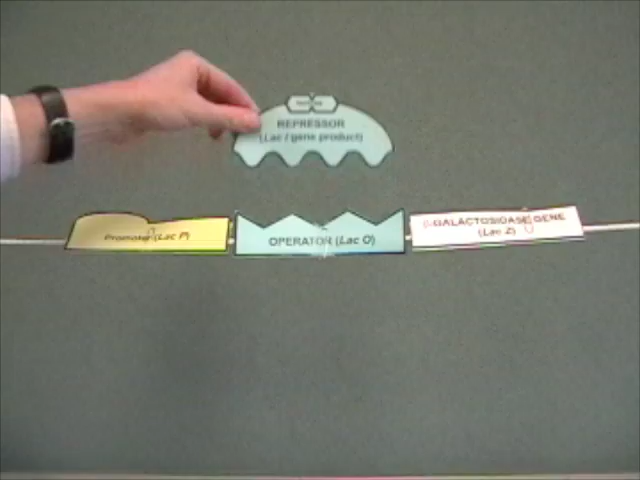 REPRESSOR
(Lac I gene product)
Promoter (Lac P)
OPERATOR (Lac O)
GALACTOSIDASE GENE
(Lac Z)